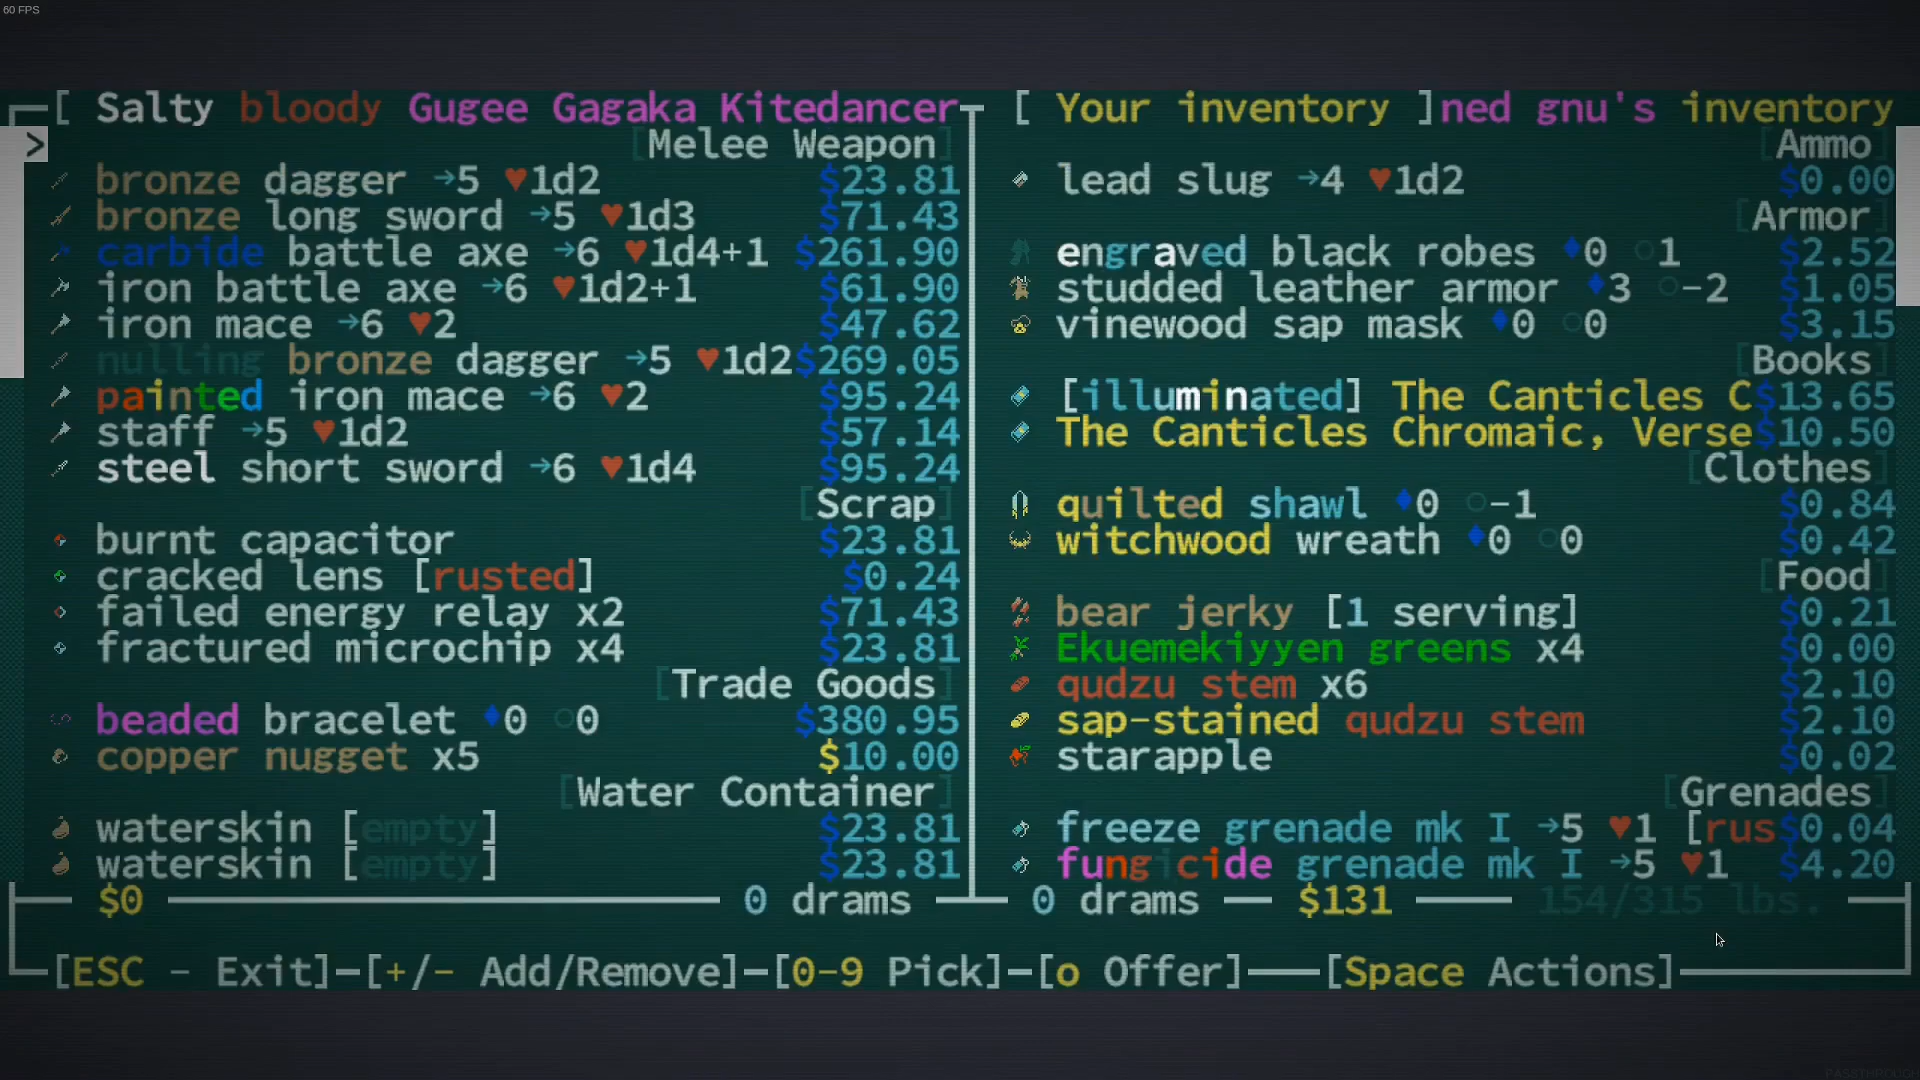 60 FPS
[ Salty bloody Gugee Gagaka Kitedancer
>
[Melee Weapon]
bronze dagger →5 ♥1d2 $23.81
bronze long sword →5 ♥1d3 $71.43
carbide battle axe →6 ♥1d4+1 $261.90
iron battle axe →6 ♥1d2+1 $61.90
iron mace →6 ♥2 $47.62
nulling bronze dagger →5 ♥1d2$269.05
painted iron mace →6 ♥2 $95.24
staff →5 ♥1d2 $57.14
steel short sword →6 ♥1d4 $95.24
[Scrap]
burnt capacitor $23.81
cracked lens [rusted] $0.24
failed energy relay x2 $71.43
fractured microchip x4 $23.81
[Trade Goods]
beaded bracelet ♦0 ○0 $380.95
copper nugget x5 $10.00
[Water Container]
waterskin [empty] $23.81
waterskin [empty] $23.81
$0 0 drams
[ Your inventory ]ned gnu's inventory
[Ammo]
lead slug →4 ♥1d2 $0.00
[Armor]
engraved black robes ♦0 ○1 $2.52
studded leather armor ♦3 ○-2 $1.05
vinewood sap mask ♦0 ○0 $3.15
[Books]
[illuminated] The Canticles C$13.65
The Canticles Chromaic, Verse$10.50
[Clothes]
quilted shawl ♦0 ○-1 $0.84
witchwood wreath ♦0 ○0 $0.42
[Food]
bear jerky [1 serving] $0.21
Ekuemekiyyen greens x4 $0.00
qudzu stem x6 $2.10
sap-stained qudzu stem $2.10
starapple $0.02
[Grenades]
freeze grenade mk I →5 ♥1 [rus$0.04
fungicide grenade mk I →5 ♥1 $4.20
0 drams $131 154/315 lbs.
[ESC - Exit]-[+/- Add/Remove]-[0-9 Pick]-[o Offer] [Space Actions]
PASSTHROUGH